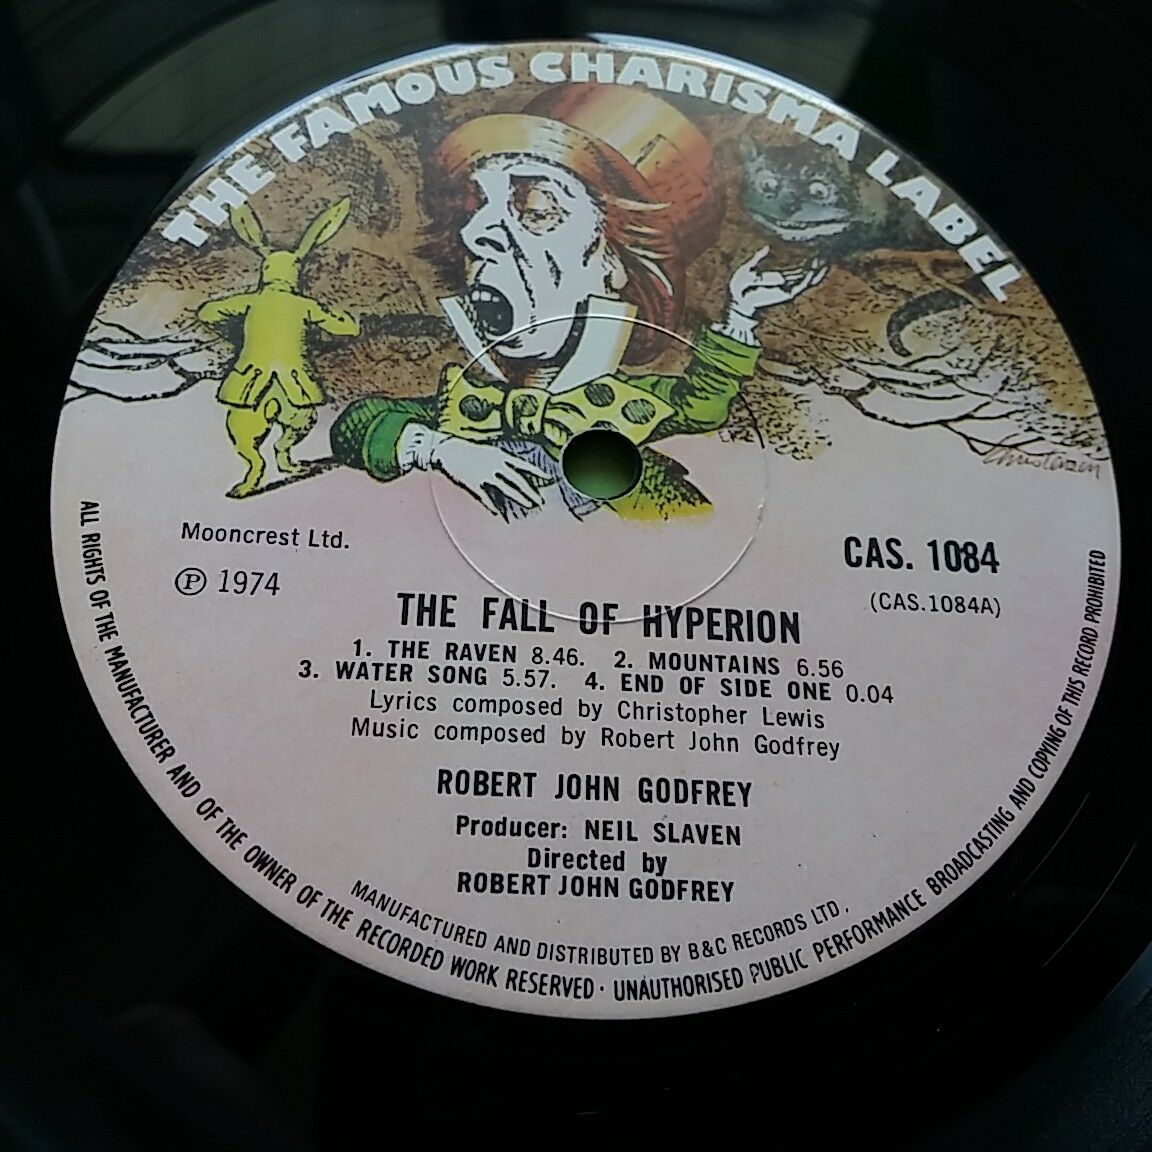 THE FAMOUS CHARISMA LABEL
Christensen
Mooncrest Ltd.
Ⓟ 1974
CAS. 1084
(CAS.1084A)
THE FALL OF HYPERION
1. THE RAVEN 8.46. 2. MOUNTAINS 6.56
3. WATER SONG 5.57. 4. END OF SIDE ONE 0.04
Lyrics composed by Christopher Lewis
Music composed by Robert John Godfrey
ROBERT JOHN GODFREY
Producer: NEIL SLAVEN
Directed by
ROBERT JOHN GODFREY
MANUFACTURED AND DISTRIBUTED BY B&C RECORDS LTD.
ALL RIGHTS OF THE MANUFACTURER AND OF THE OWNER OF THE RECORDED WORK RESERVED · UNAUTHORISED PUBLIC PERFORMANCE BROADCASTING AND COPYING OF THIS RECORD PROHIBITED